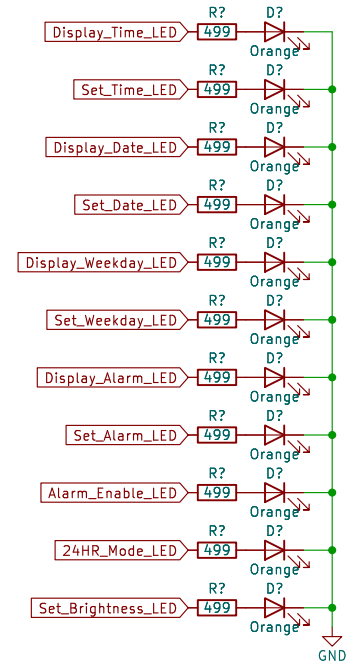 R? D?
Display_Time_LED 499
Orange
R? D?
Set_Time_LED 499
Orange
R? D?
Display_Date_LED 499
Orange
R? D?
Set_Date_LED 499
Orange
R? D?
Display_Weekday_LED 499
Orange
R? D?
Set_Weekday_LED 499
Orange
R? D?
Display_Alarm_LED 499
Orange
R? D?
Set_Alarm_LED 499
Orange
R? D?
Alarm_Enable_LED 499
Orange
R? D?
24HR_Mode_LED 499
Orange
R? D?
Set_Brightness_LED 499
Orange
GND